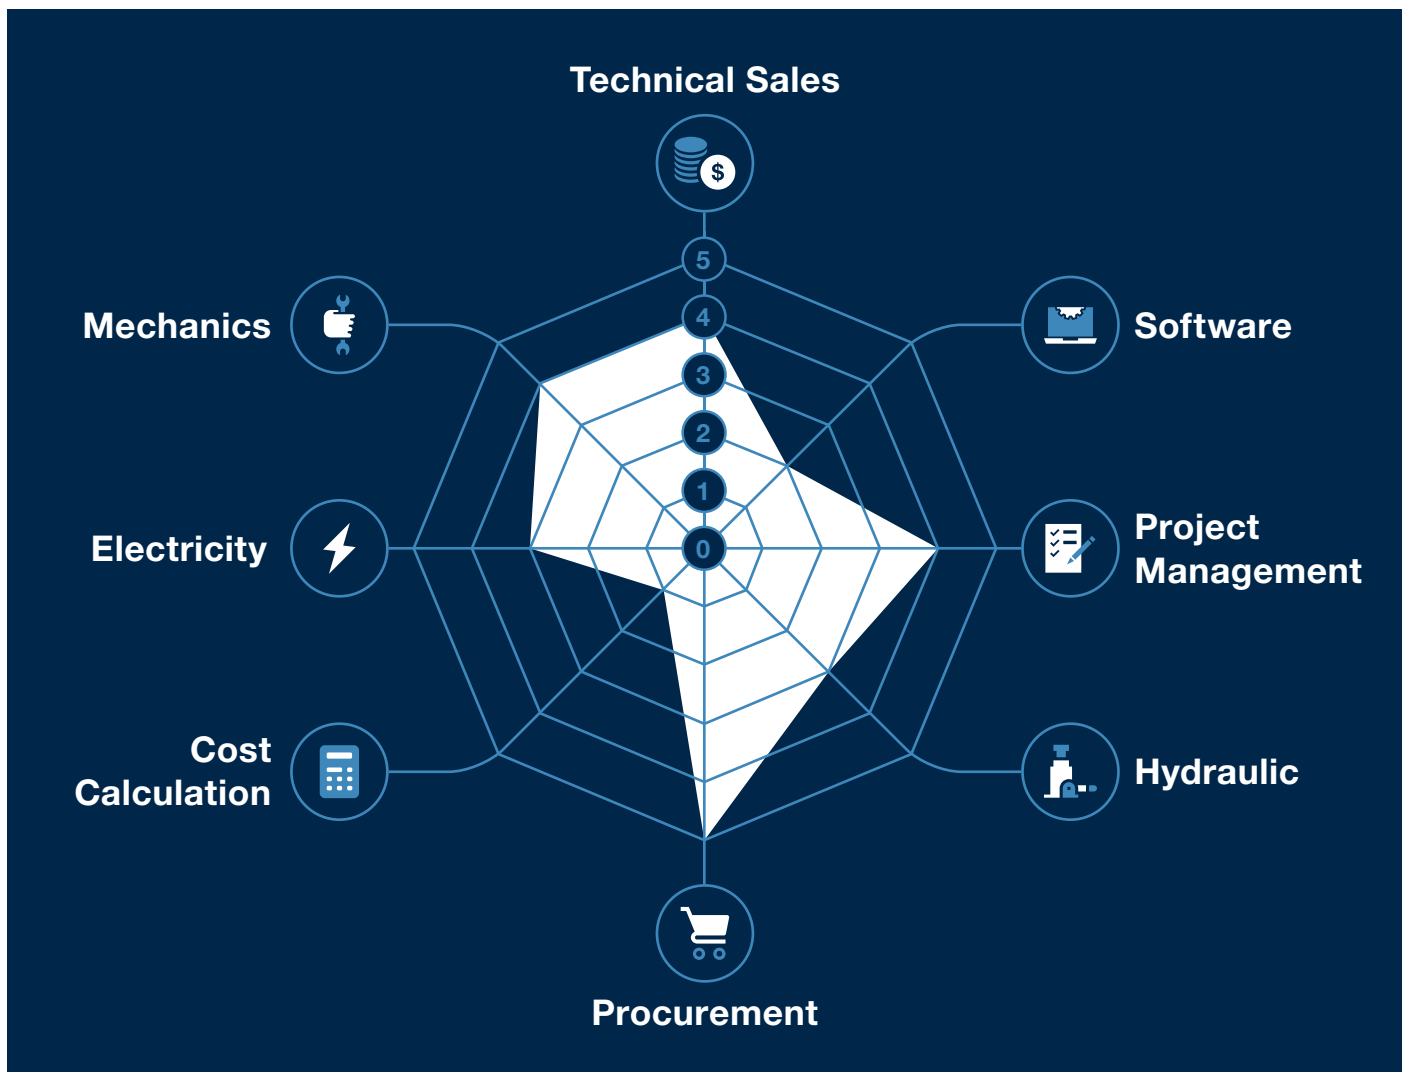 Technical Sales
$
5
Mechanics
4
Software
3
2
1
Electricity
0
Project
Management
Cost
Calculation
Hydraulic
Procurement